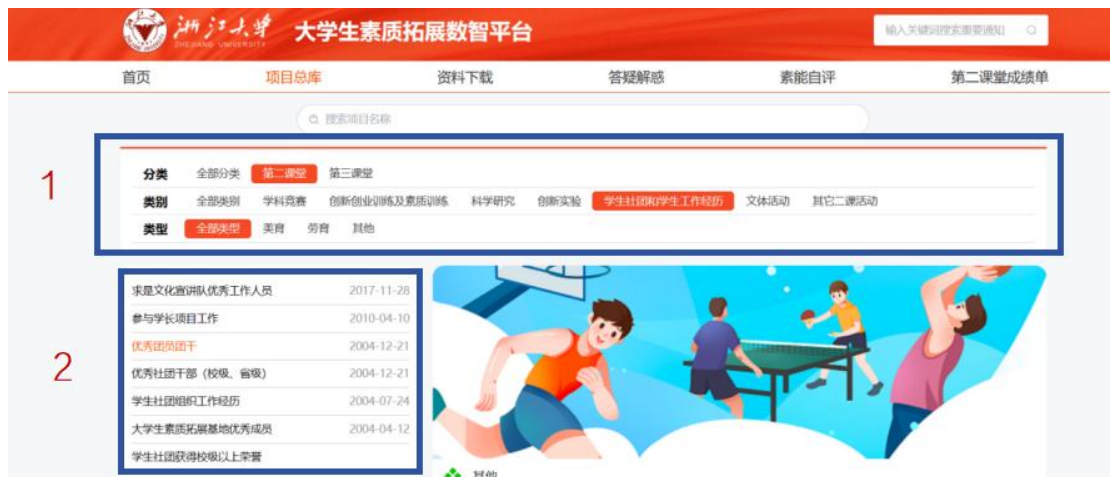 浙江大学 大学生素质拓展数智平台 输入关键词搜索重要通知
ZHEJIANG UNIVERSITY
首页 项目总库 资料下载 答疑解惑 素能自评 第二课堂成绩单
搜索项目名称
1
分类 全部分类 第二课堂 第三课堂
类别 全部类别 学科竞赛 创新创业训练及素质训练 科学研究 创新实验 学生社团和学生工作经历 文体活动 其它二课活动
类型 全部类型 美育 劳育 其他
2
求是文化宣讲队优秀工作人员 2017-11-28
参与学长项目工作 2010-04-10
优秀团员团干 2004-12-21
优秀社团干部（校级、省级） 2004-12-21
学生社团组织工作经历 2004-07-24
大学生素质拓展基地优秀成员 2004-04-12
学生社团获得校级以上荣誉
其他